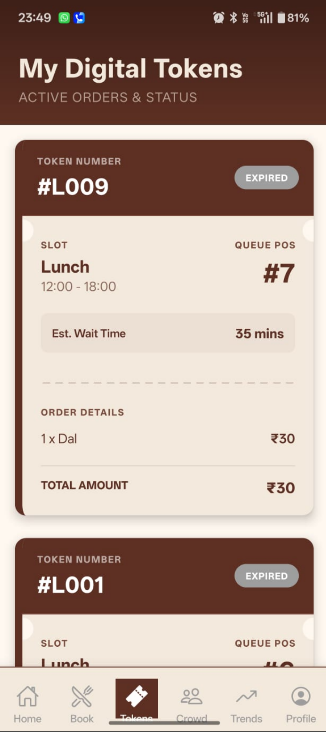 23:49
5G+
81%
My Digital Tokens
ACTIVE ORDERS & STATUS
TOKEN NUMBER
#L009
EXPIRED
SLOT
QUEUE POS
Lunch
#7
12:00 - 18:00
Est. Wait Time
35 mins
ORDER DETAILS
1 x Dal
₹30
TOTAL AMOUNT
₹30
TOKEN NUMBER
#L001
EXPIRED
SLOT
QUEUE POS
Lunch
Home
Book
Tokens
Crowd
Trends
Profile